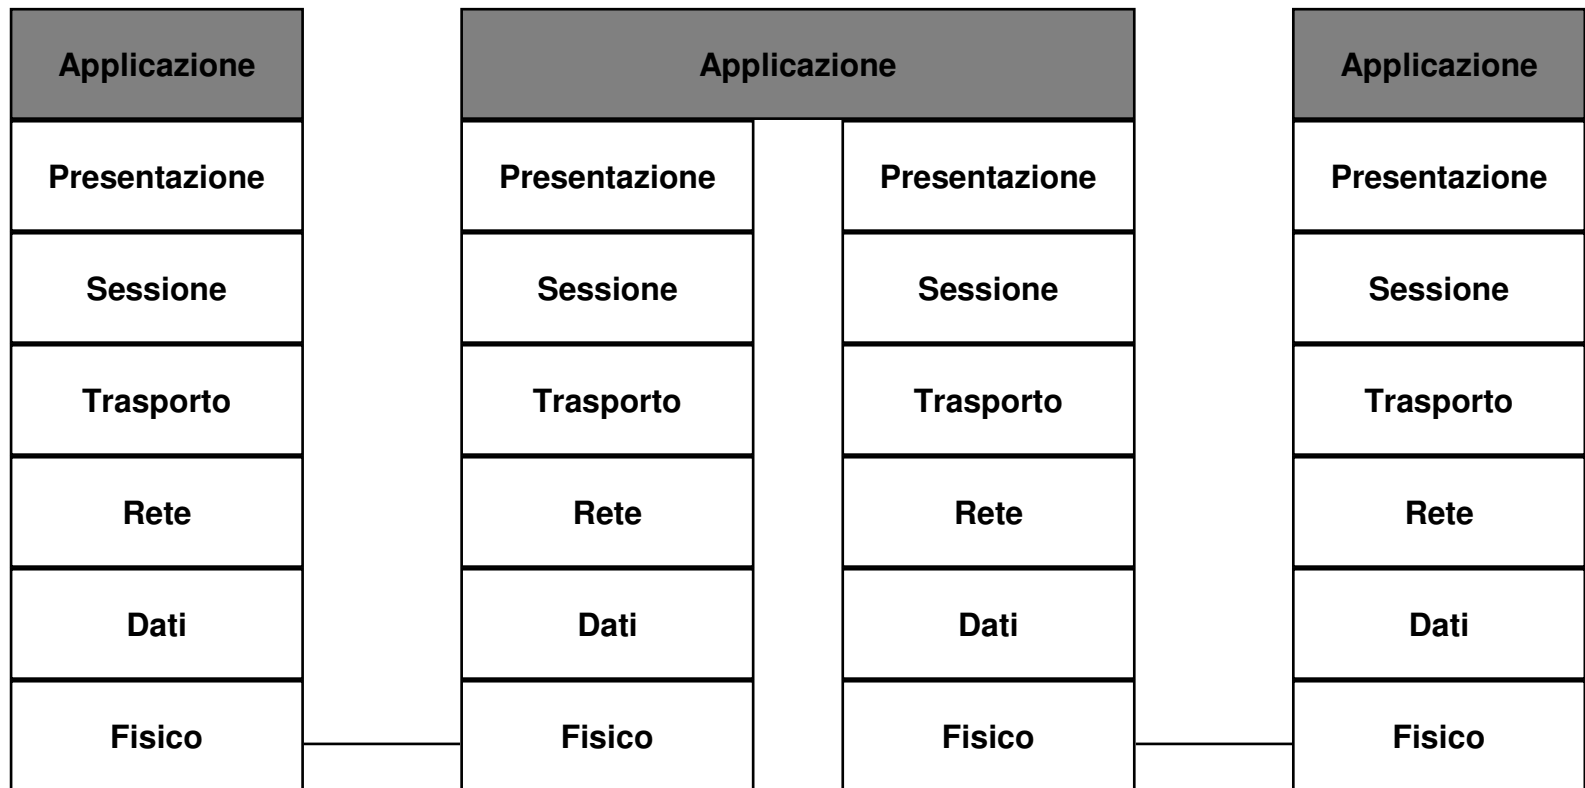 Applicazione Applicazione Applicazione
Presentazione Presentazione Presentazione Presentazione
Sessione Sessione Sessione Sessione
Trasporto Trasporto Trasporto Trasporto
Rete Rete Rete Rete
Dati Dati Dati Dati
Fisico Fisico Fisico Fisico